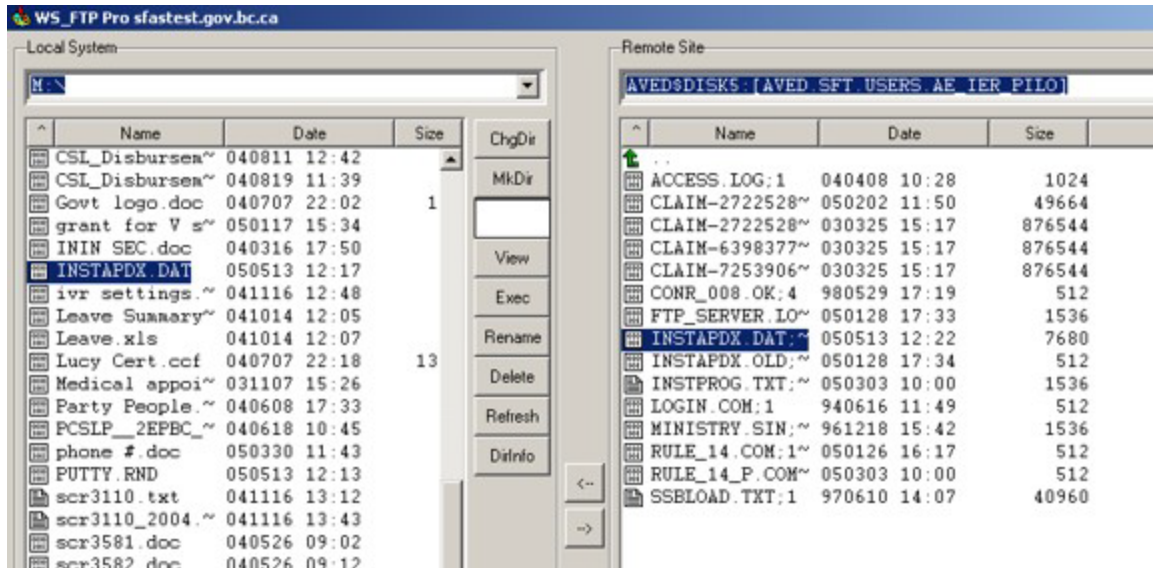 WS_FTP Pro sfastest.gov.bc.ca
Local System
M:\
^ Name Date Size
CSL_Disbursem~ 040811 12:42
CSL_Disbursem~ 040819 11:39
Govt logo.doc 040707 22:02 1
grant for V s~ 050117 15:34
ININ SEC.doc 040316 17:50
INSTAPDX.DAT 050513 12:17
ivr settings.~ 041116 12:48
Leave Summary~ 041014 12:05
Leave.xls 041014 12:07
Lucy Cert.ccf 040707 22:18 13
Medical appoi~ 031107 15:26
Party People.~ 040608 17:33
PCSLP__2EPBC_~ 040618 10:45
phone #.doc 050330 11:43
PUTTY.RND 050513 12:13
scr3110.txt 041116 13:12
scr3110_2004.~ 041116 13:43
scr3581.doc 040526 09:02
scr3582.doc 040526 09:12
ChgDir
MkDir
View
Exec
Rename
Delete
Refresh
DirInfo
<--
-->
Remote Site
AVED$DISK5:[AVED.SFT.USERS.AE_IER_PILO]
^ Name Date Size
..
ACCESS.LOG;1 040408 10:28 1024
CLAIM-2722528~ 050202 11:50 49664
CLAIM-2722528~ 030325 15:17 876544
CLAIM-6398377~ 030325 15:17 876544
CLAIM-7253906~ 030325 15:17 876544
CONR_008.OK;4 980529 17:19 512
FTP_SERVER.LO~ 050128 17:33 1536
INSTAPDX.DAT;~ 050513 12:22 7680
INSTAPDX.OLD;~ 050128 17:34 512
INSTPROG.TXT;~ 050303 10:00 1536
LOGIN.COM;1 940616 11:49 512
MINISTRY.SIN;~ 961218 15:42 1536
RULE_14.COM;1~ 050126 16:17 512
RULE_14_P.COM~ 050303 10:00 512
SSBLOAD.TXT;1 970610 14:07 40960